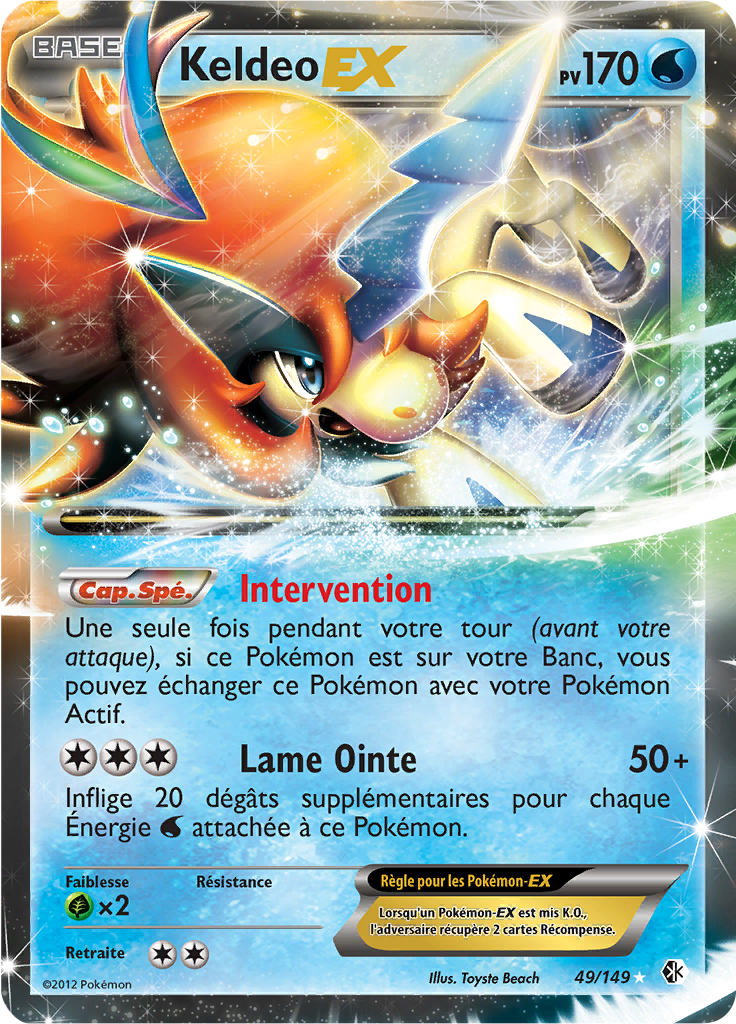 BASE
Keldeo EX
PV 170
Cap.Spé. Intervention
Une seule fois pendant votre tour (avant votre
attaque), si ce Pokémon est sur votre Banc, vous
pouvez échanger ce Pokémon avec votre Pokémon
Actif.
Lame Ointe 50+
Inflige 20 dégâts supplémentaires pour chaque
Énergie attachée à ce Pokémon.
Faiblesse Résistance
×2
Retraite
Règle pour les Pokémon-EX
Lorsqu'un Pokémon-EX est mis K.O.,
l'adversaire récupère 2 cartes Récompense.
©2012 Pokémon
Illus. Toyste Beach 49/149